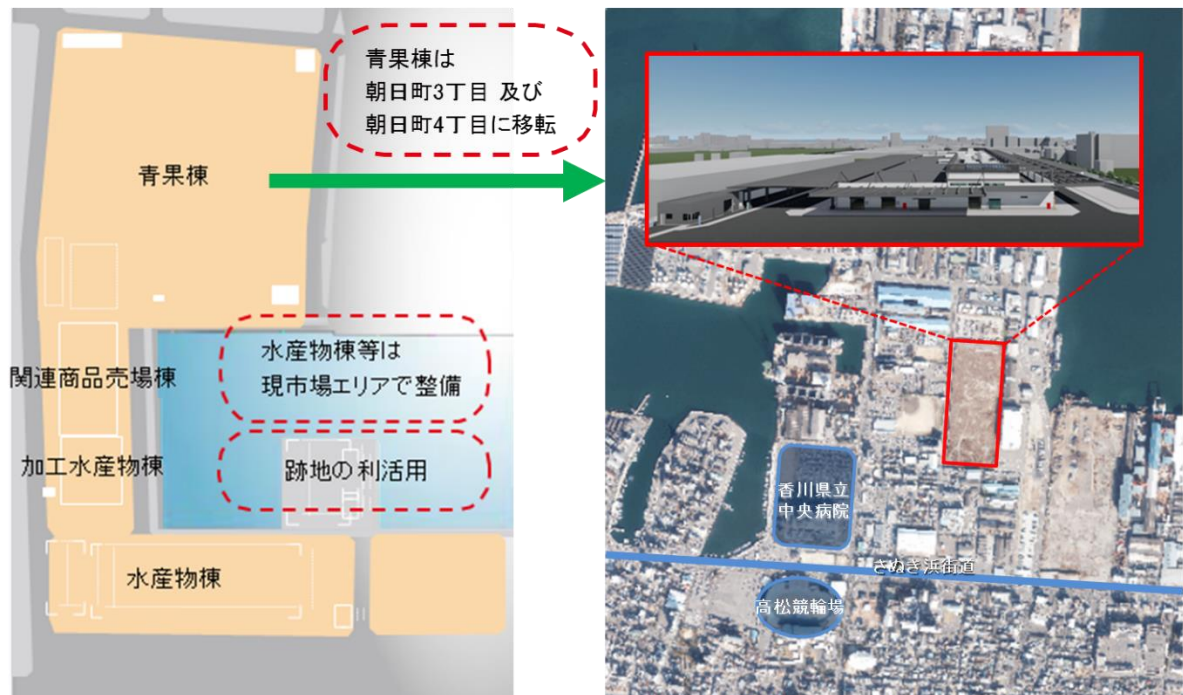 青果棟は
朝日町3丁目 及び
朝日町4丁目に移転
青果棟
水産物棟等は
現市場エリアで整備
関連商品売場棟
跡地の利活用
加工水産物棟
水産物棟
香川県立
中央病院
さぬき浜街道
高松競輪場